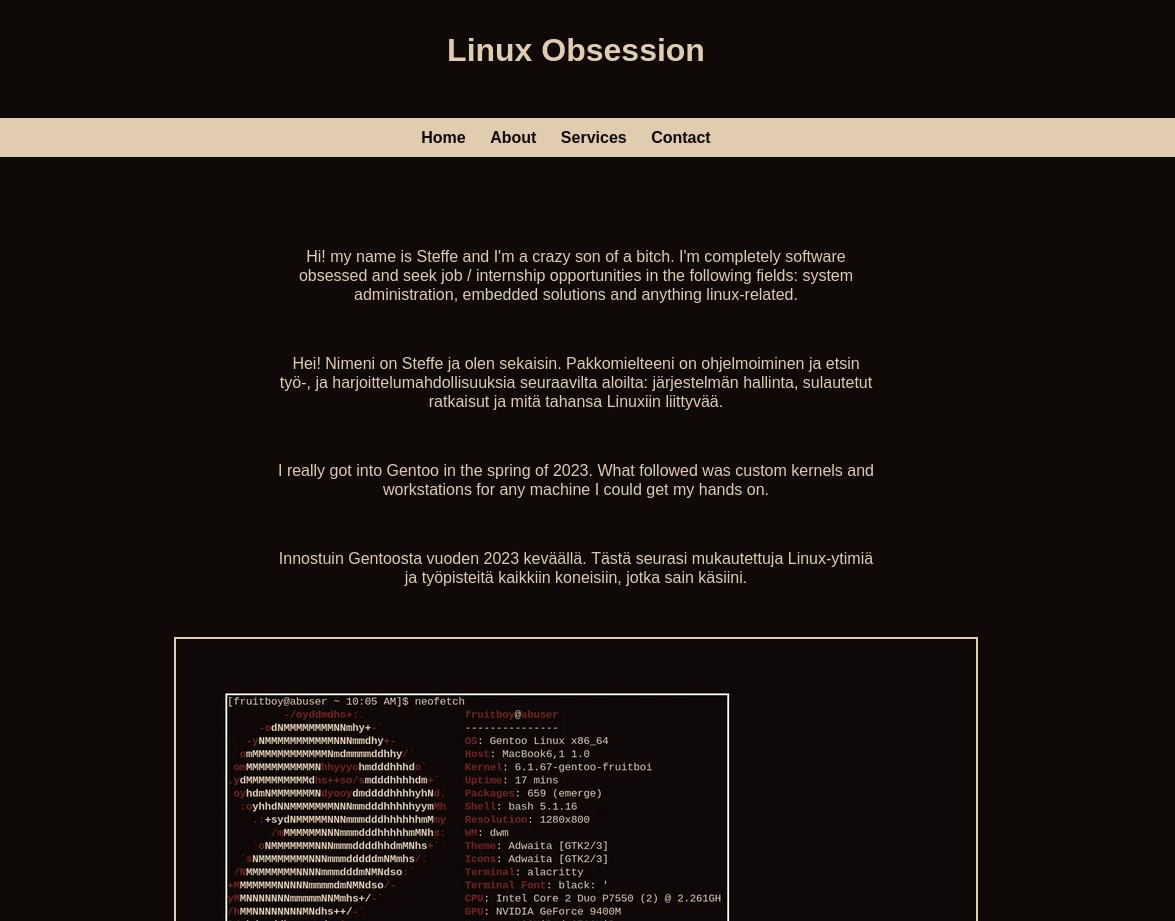 Linux Obsession
Home About Services Contact
Hi! my name is Steffe and I'm a crazy son of a bitch. I'm completely software
obsessed and seek job / internship opportunities in the following fields: system
administration, embedded solutions and anything linux-related.
Hei! Nimeni on Steffe ja olen sekaisin. Pakkomielteeni on ohjelmoiminen ja etsin
työ-, ja harjoittelumahdollisuuksia seuraavilta aloilta: järjestelmän hallinta, sulautetut
ratkaisut ja mitä tahansa Linuxiin liittyvää.
I really got into Gentoo in the spring of 2023. What followed was custom kernels and
workstations for any machine I could get my hands on.
Innostuin Gentoosta vuoden 2023 keväällä. Tästä seurasi mukautettuja Linux-ytimiä
ja työpisteitä kaikkiin koneisiin, jotka sain käsiini.
[fruitboy@abuser ~ 10:05 AM]$ neofetch
fruitboy@abuser
---------------
OS: Gentoo Linux x86_64
Host: MacBook6,1 1.0
Kernel: 6.1.67-gentoo-fruitboi
Uptime: 17 mins
Packages: 659 (emerge)
Shell: bash 5.1.16
Resolution: 1280x800
WM: dwm
Theme: Adwaita [GTK2/3]
Icons: Adwaita [GTK2/3]
Terminal: alacritty
Terminal Font: black: '
CPU: Intel Core 2 Duo P7550 (2) @ 2.261GH
GPU: NVIDIA GeForce 9400M